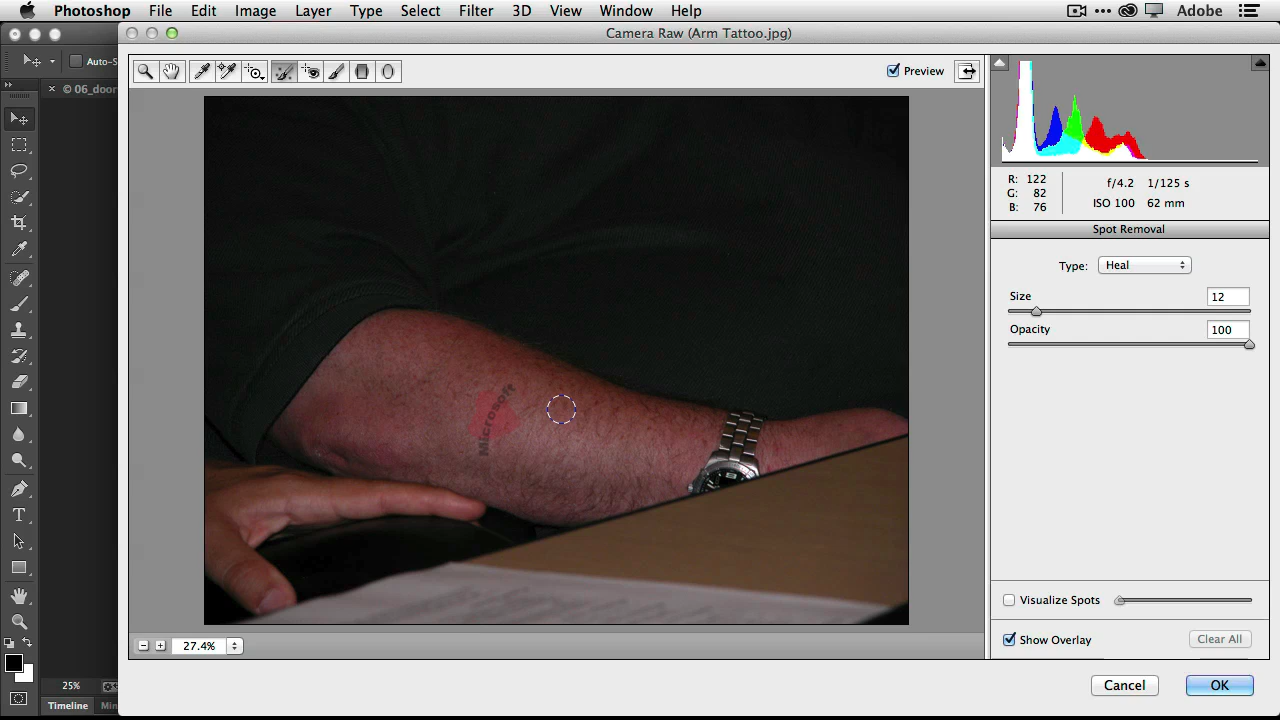 Photoshop File Edit Image Layer Type Select Filter 3D View Window Help Adobe
Camera Raw (Arm Tattoo.jpg)
Auto-S
© 06_door
Preview
R: 122
G: 82
B: 76
f/4.2 1/125 s
ISO 100 62 mm
Spot Removal
Type: Heal
Size 12
Opacity 100
Microsoft
Visualize Spots
27.4%
Show Overlay Clear All
25%
Cancel OK
Timeline Min